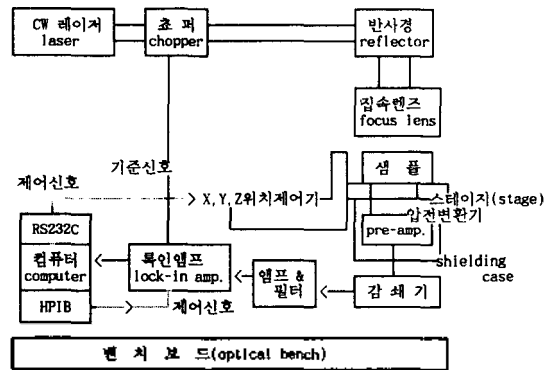 CW 레이저
laser
쵸 퍼
chopper
반사경
reflector
집속렌즈
focus lens
기준신호
제어신호
X,Y,Z위치제어기
샘 플
스테이지(stage)
압전변환기
pre-amp.
shielding
case
RS232C
컴퓨터
computer
HPIB
록인앰프
lock-in amp.
제어신호
앰프 &
필터
감 쇄 기
벤 치 보 드(optical bench)